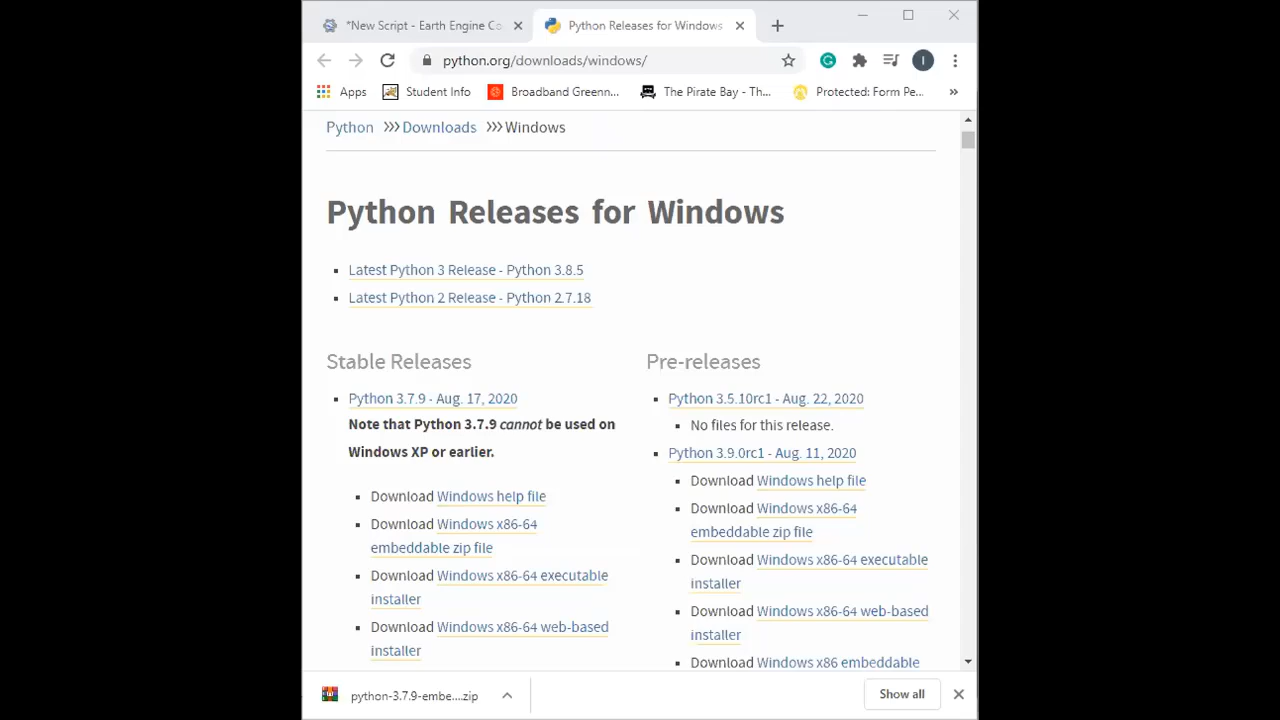 *New Script - Earth Engine Co
Python Releases for Windows
python.org/downloads/windows/
I
Apps
Student Info
Broadband Greenn...
The Pirate Bay - Th...
Protected: Form Pe...
»
Python >>> Downloads >>> Windows
Python Releases for Windows
Latest Python 3 Release - Python 3.8.5
Latest Python 2 Release - Python 2.7.18
Stable Releases
Python 3.7.9 - Aug. 17, 2020
Note that Python 3.7.9 cannot be used on
Windows XP or earlier.
Download Windows help file
Download Windows x86-64
embeddable zip file
Download Windows x86-64 executable
installer
Download Windows x86-64 web-based
installer
Pre-releases
Python 3.5.10rc1 - Aug. 22, 2020
No files for this release.
Python 3.9.0rc1 - Aug. 11, 2020
Download Windows help file
Download Windows x86-64
embeddable zip file
Download Windows x86-64 executable
installer
Download Windows x86-64 web-based
installer
Download Windows x86 embeddable
python-3.7.9-embe....zip
Show all